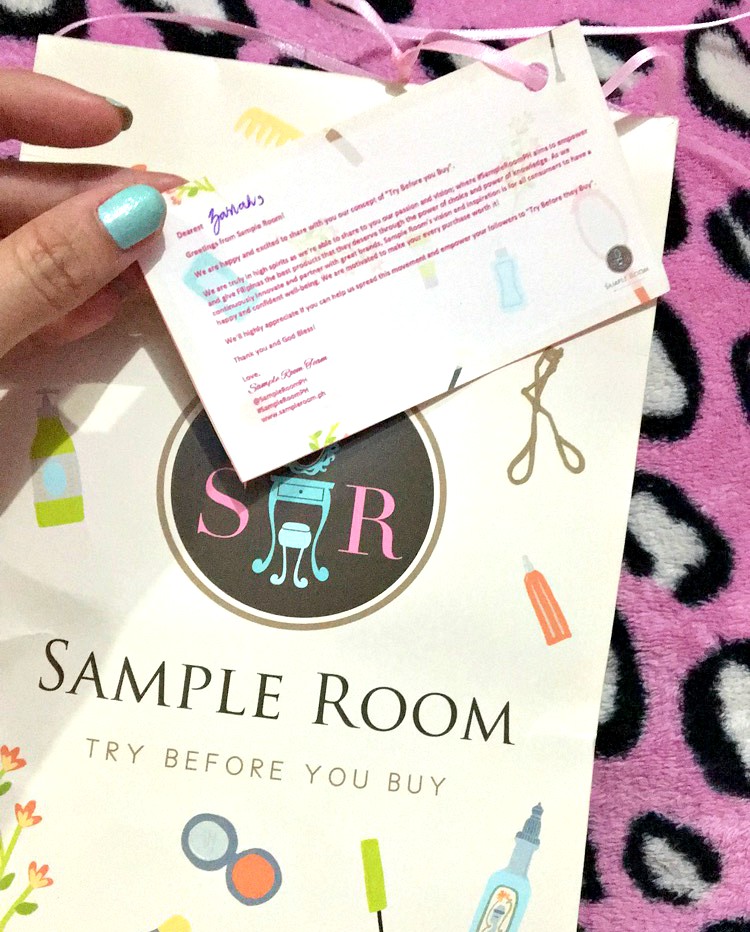 Dearest Zarrah,
Greetings from Sample Room!
We are happy and excited to share with you our concept of "Try Before you Buy".
We are truly in high spirits as we're able to share to you our passion and vision; where #SampleRoomPH aims to empower
and give Filipinas the best products that they deserve through the power of choice and power of knowledge. As we
continuously innovate and partner with great brands. Sample Room's vision and inspiration is for all consumers to have a
happy and confident well-being. We are motivated to make your every purchase worth it!
We'll highly appreciate if you can help us spread this movement and empower your followers to "Try Before they Buy".
Thank you and God Bless!
Love,
Sample Room Team
@SampleRoomPH
#SampleRoomPH
www.sampleroom.ph
SAMPLE ROOM
S R
SAMPLE ROOM
TRY BEFORE YOU BUY